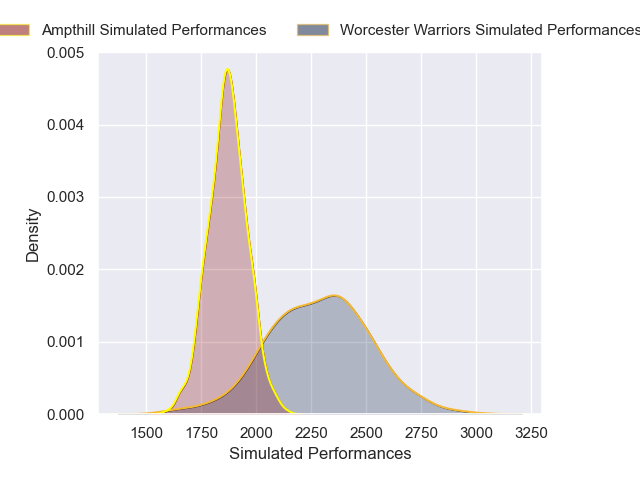 Ampthill Simulated Performances Worcester Warriors Simulated Performances
0.005
0.004
0.003
0.002
0.001
0.000
Density
1500 1750 2000 2250 2500 2750 3000 3250
Simulated Performances